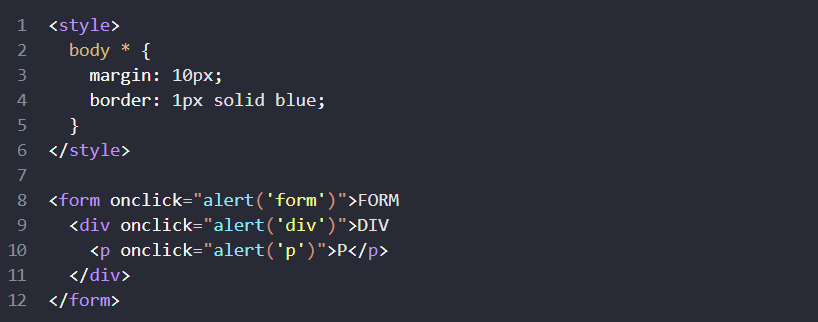 1 <style>
2   body * {
3     margin: 10px;
4     border: 1px solid blue;
5   }
6 </style>
7
8 <form onclick="alert('form')">FORM
9   <div onclick="alert('div')">DIV
10     <p onclick="alert('p')">P</p>
11   </div>
12 </form>